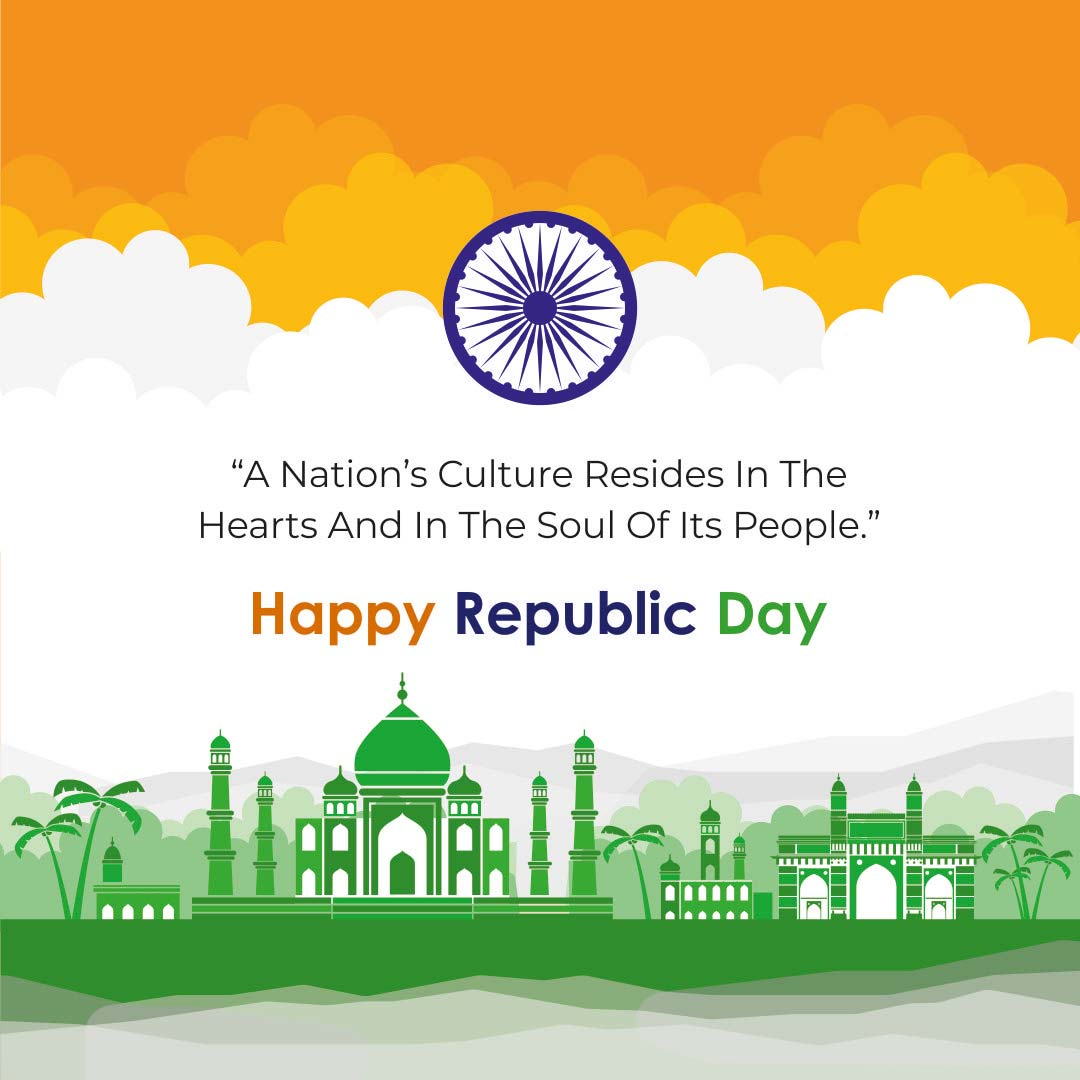 “A Nation’s Culture Resides In The
Hearts And In The Soul Of Its People.”
Happy Republic Day